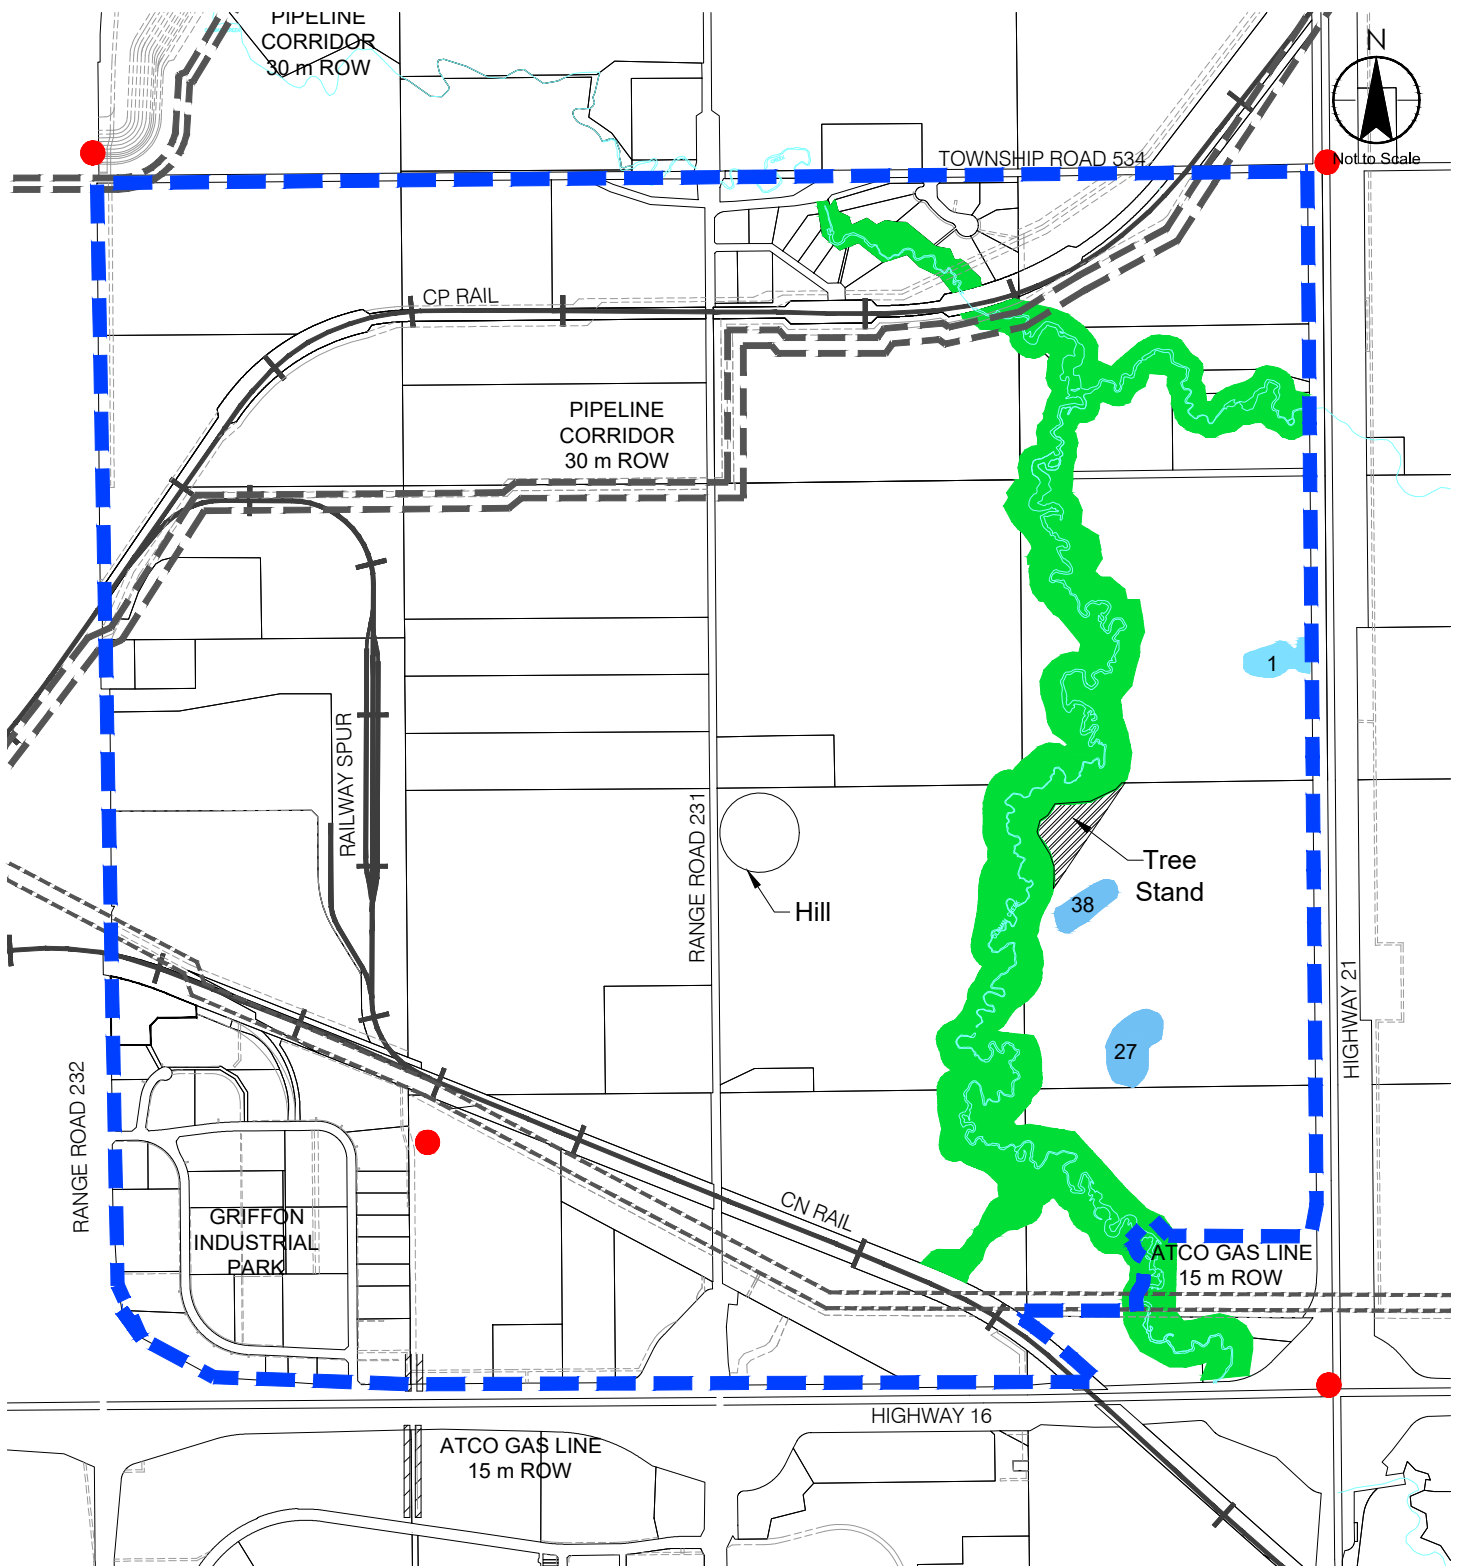 PIPELINE
CORRIDOR
30 m ROW
N
Not to Scale
TOWNSHIP ROAD 534
CP RAIL
PIPELINE
CORRIDOR
30 m ROW
1
RAILWAY SPUR
RANGE ROAD 231
Tree
Stand
38
Hill
HIGHWAY 21
27
RANGE ROAD 232
CN RAIL
GRIFFON
INDUSTRIAL
PARK
ATCO GAS LINE
15 m ROW
HIGHWAY 16
ATCO GAS LINE
15 m ROW